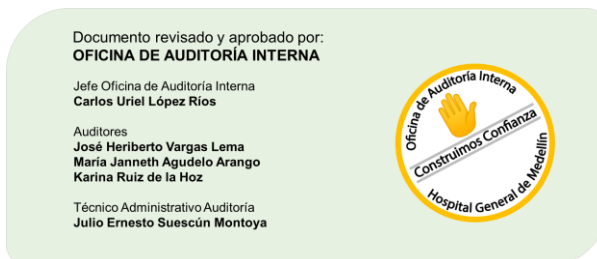 Documento revisado y aprobado por:
OFICINA DE AUDITORÍA INTERNA
Jefe Oficina de Auditoría Interna
Carlos Uriel López Ríos
Auditores
José Heriberto Vargas Lema
María Janneth Agudelo Arango
Karina Ruiz de la Hoz
Técnico Administrativo Auditoría
Julio Ernesto Suescún Montoya
Oficina de Auditoría Interna
Construimos Confianza
Hospital General de Medellín